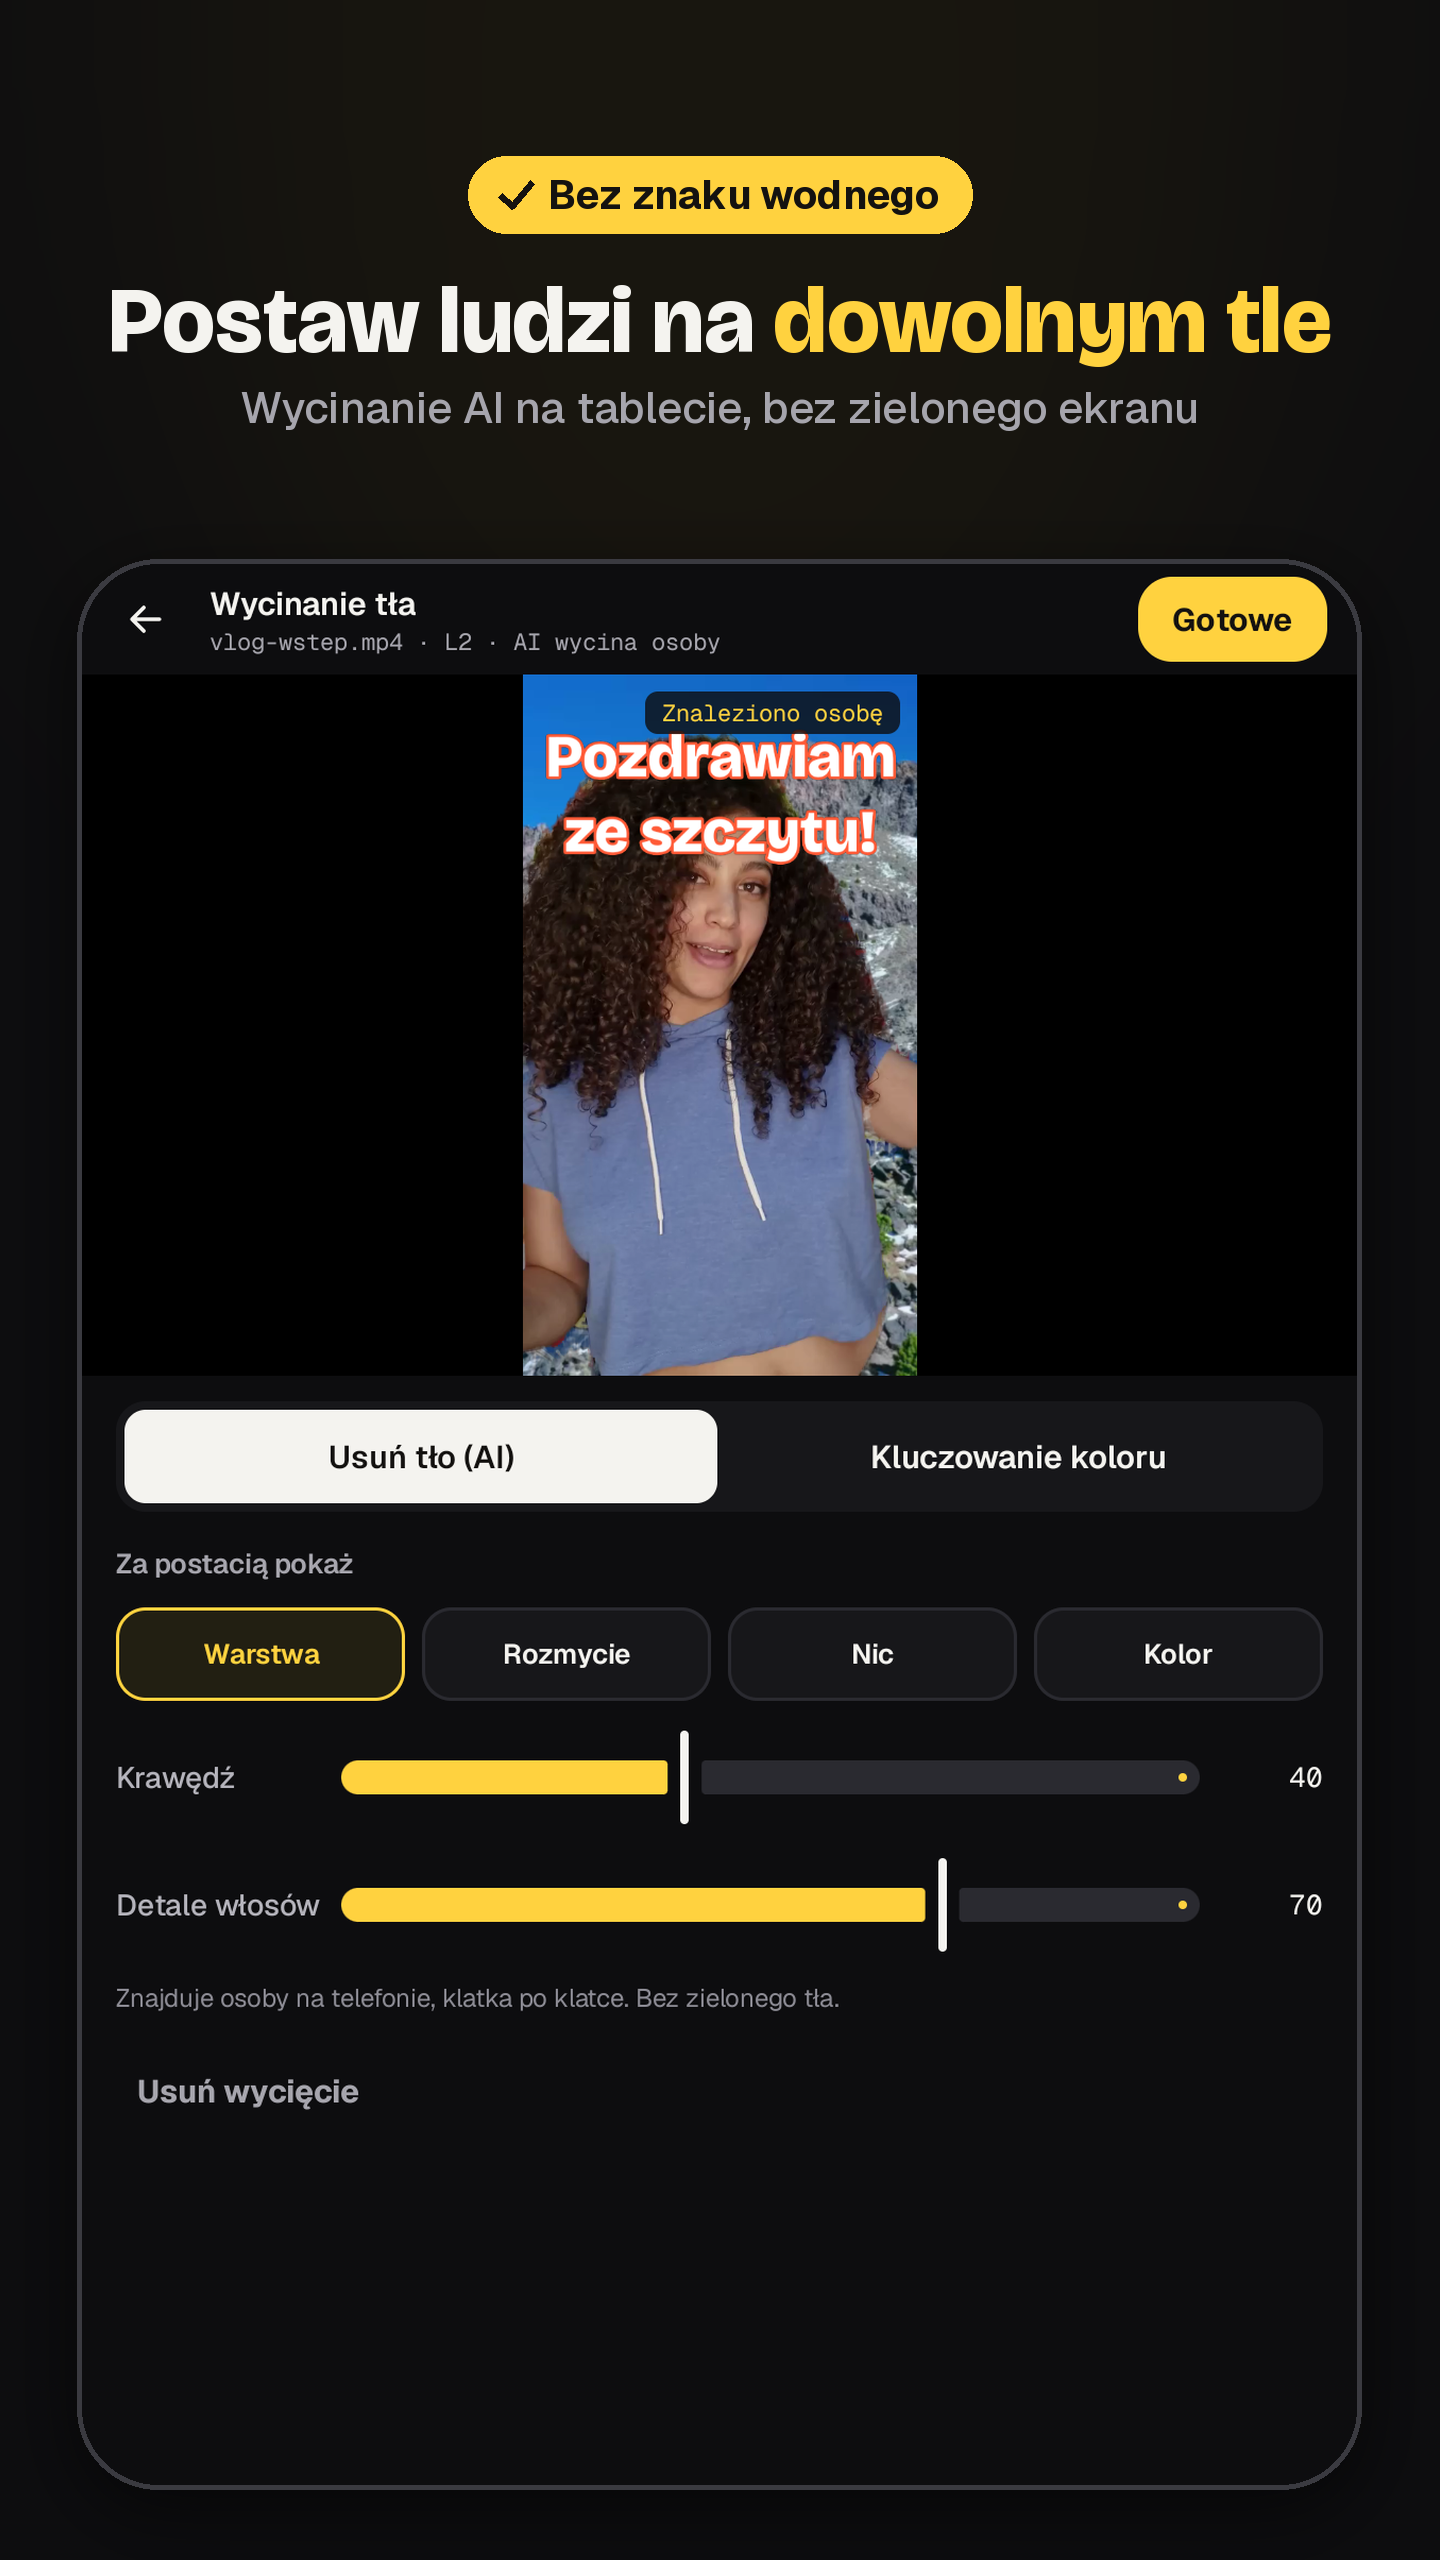 Bez znaku wodnego
Postaw ludzi na dowolnym tle
Wycinanie AI na tablecie, bez zielonego ekranu
Wycinanie tła
vlog-wstep.mp4 · L2 · AI wycina osoby
Gotowe
Znaleziono osobę
Pozdrawiam
ze szczytu!
Usuń tło (AI)
Kluczowanie koloru
Za postacią pokaż
Warstwa
Rozmycie
Nic
Kolor
Krawędź
40
Detale włosów
70
Znajduje osoby na telefonie, klatka po klatce. Bez zielonego tła.
Usuń wycięcie